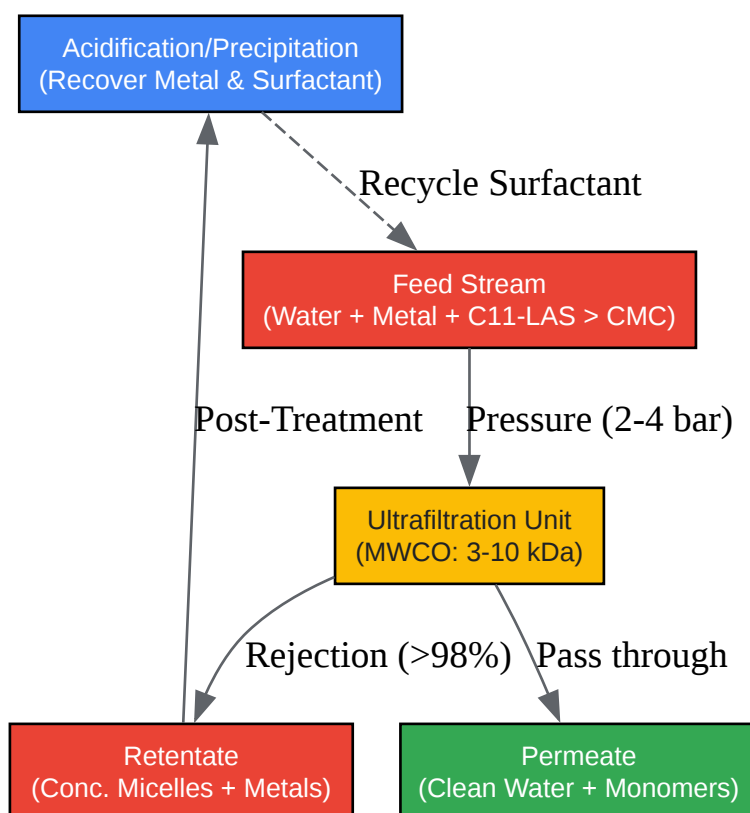 Acidification/Precipitation
(Recover Metal & Surfactant)
Recycle Surfactant
Feed Stream
(Water + Metal + C11-LAS > CMC)
Post-Treatment
Pressure (2-4 bar)
Ultrafiltration Unit
(MWCO: 3-10 kDa)
Rejection (>98%)
Pass through
Retentate
(Conc. Micelles + Metals)
Permeate
(Clean Water + Monomers)